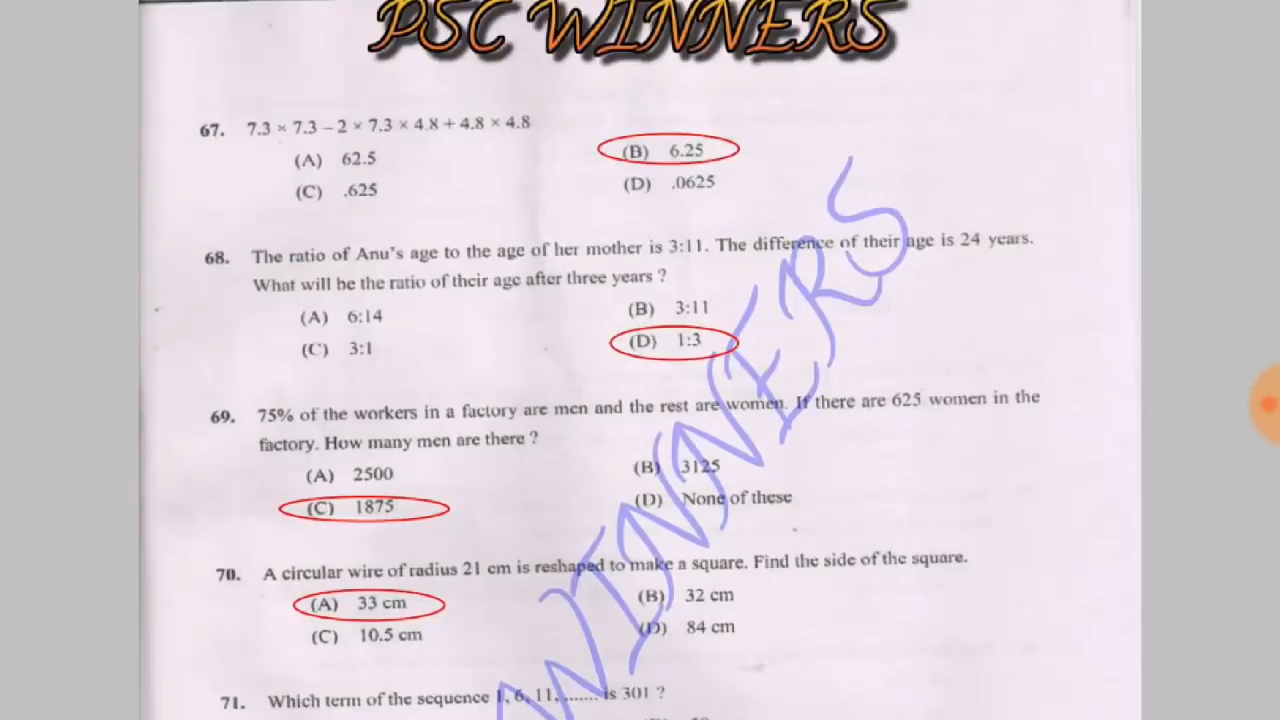 PSC WINNERS
67. 7.3 × 7.3 – 2 × 7.3 × 4.8 + 4.8 × 4.8
(A) 62.5 (B) 6.25
(C) .625 (D) .0625
68. The ratio of Anu's age to the age of her mother is 3:11. The difference of their age is 24 years.
What will be the ratio of their age after three years ?
(A) 6:14 (B) 3:11
(C) 3:1 (D) 1:3
69. 75% of the workers in a factory are men and the rest are women. If there are 625 women in the
factory. How many men are there ?
(A) 2500 (B) 3125
(C) 1875 (D) None of these
70. A circular wire of radius 21 cm is reshaped to make a square. Find the side of the square.
(A) 33 cm (B) 32 cm
(C) 10.5 cm (D) 84 cm
71. Which term of the sequence 1, 6, 11, ....... is 301 ?
WINNERS